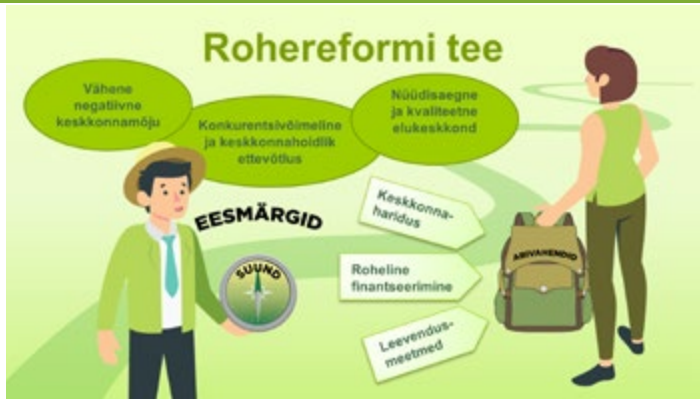 Rohereformi tee
Vähene
negatiivne
keskkonnamõju
Konkurentsivõimeline
ja keskkonnahoidlik
ettevõtlus
Nüüdisaegne
ja kvaliteetne
elukeskkond
EESMÄRGID
SUUND
Keskkonna-
haridus
Roheline
finantseerimine
Leevendus-
meetmed
ABIVAHENDID